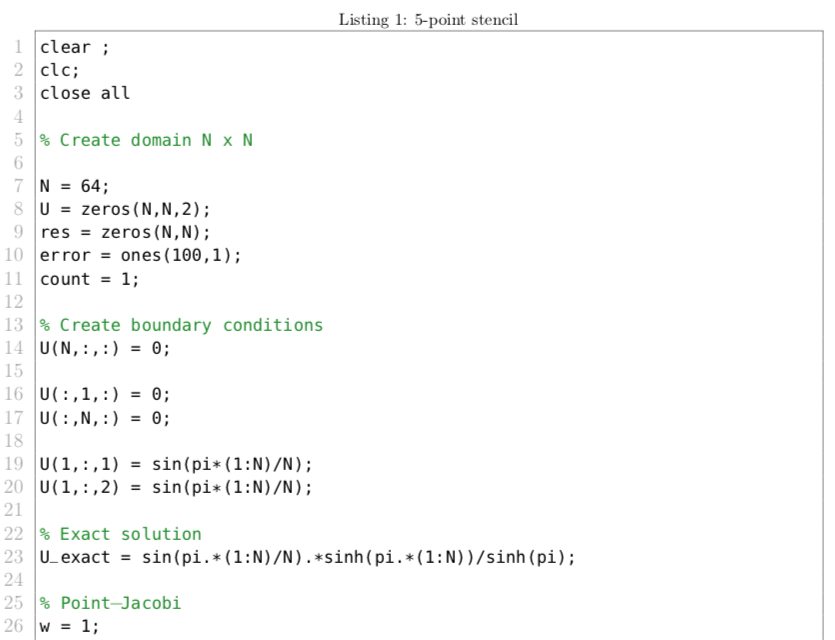 Listing 1: 5-point stencil
1 clear ;
2 clc;
3 close all
4
5 % Create domain N x N
6
7 N = 64;
8 U = zeros(N,N,2);
9 res = zeros(N,N);
10 error = ones(100,1);
11 count = 1;
12
13 % Create boundary conditions
14 U(N,:,:) = 0;
15
16 U(:,1,:) = 0;
17 U(:,N,:) = 0;
18
19 U(1,:,1) = sin(pi*(1:N)/N);
20 U(1,:,2) = sin(pi*(1:N)/N);
21
22 % Exact solution
23 U_exact = sin(pi.*(1:N)/N).*sinh(pi.*(1:N))/sinh(pi);
24
25 % Point–Jacobi
26 w = 1;